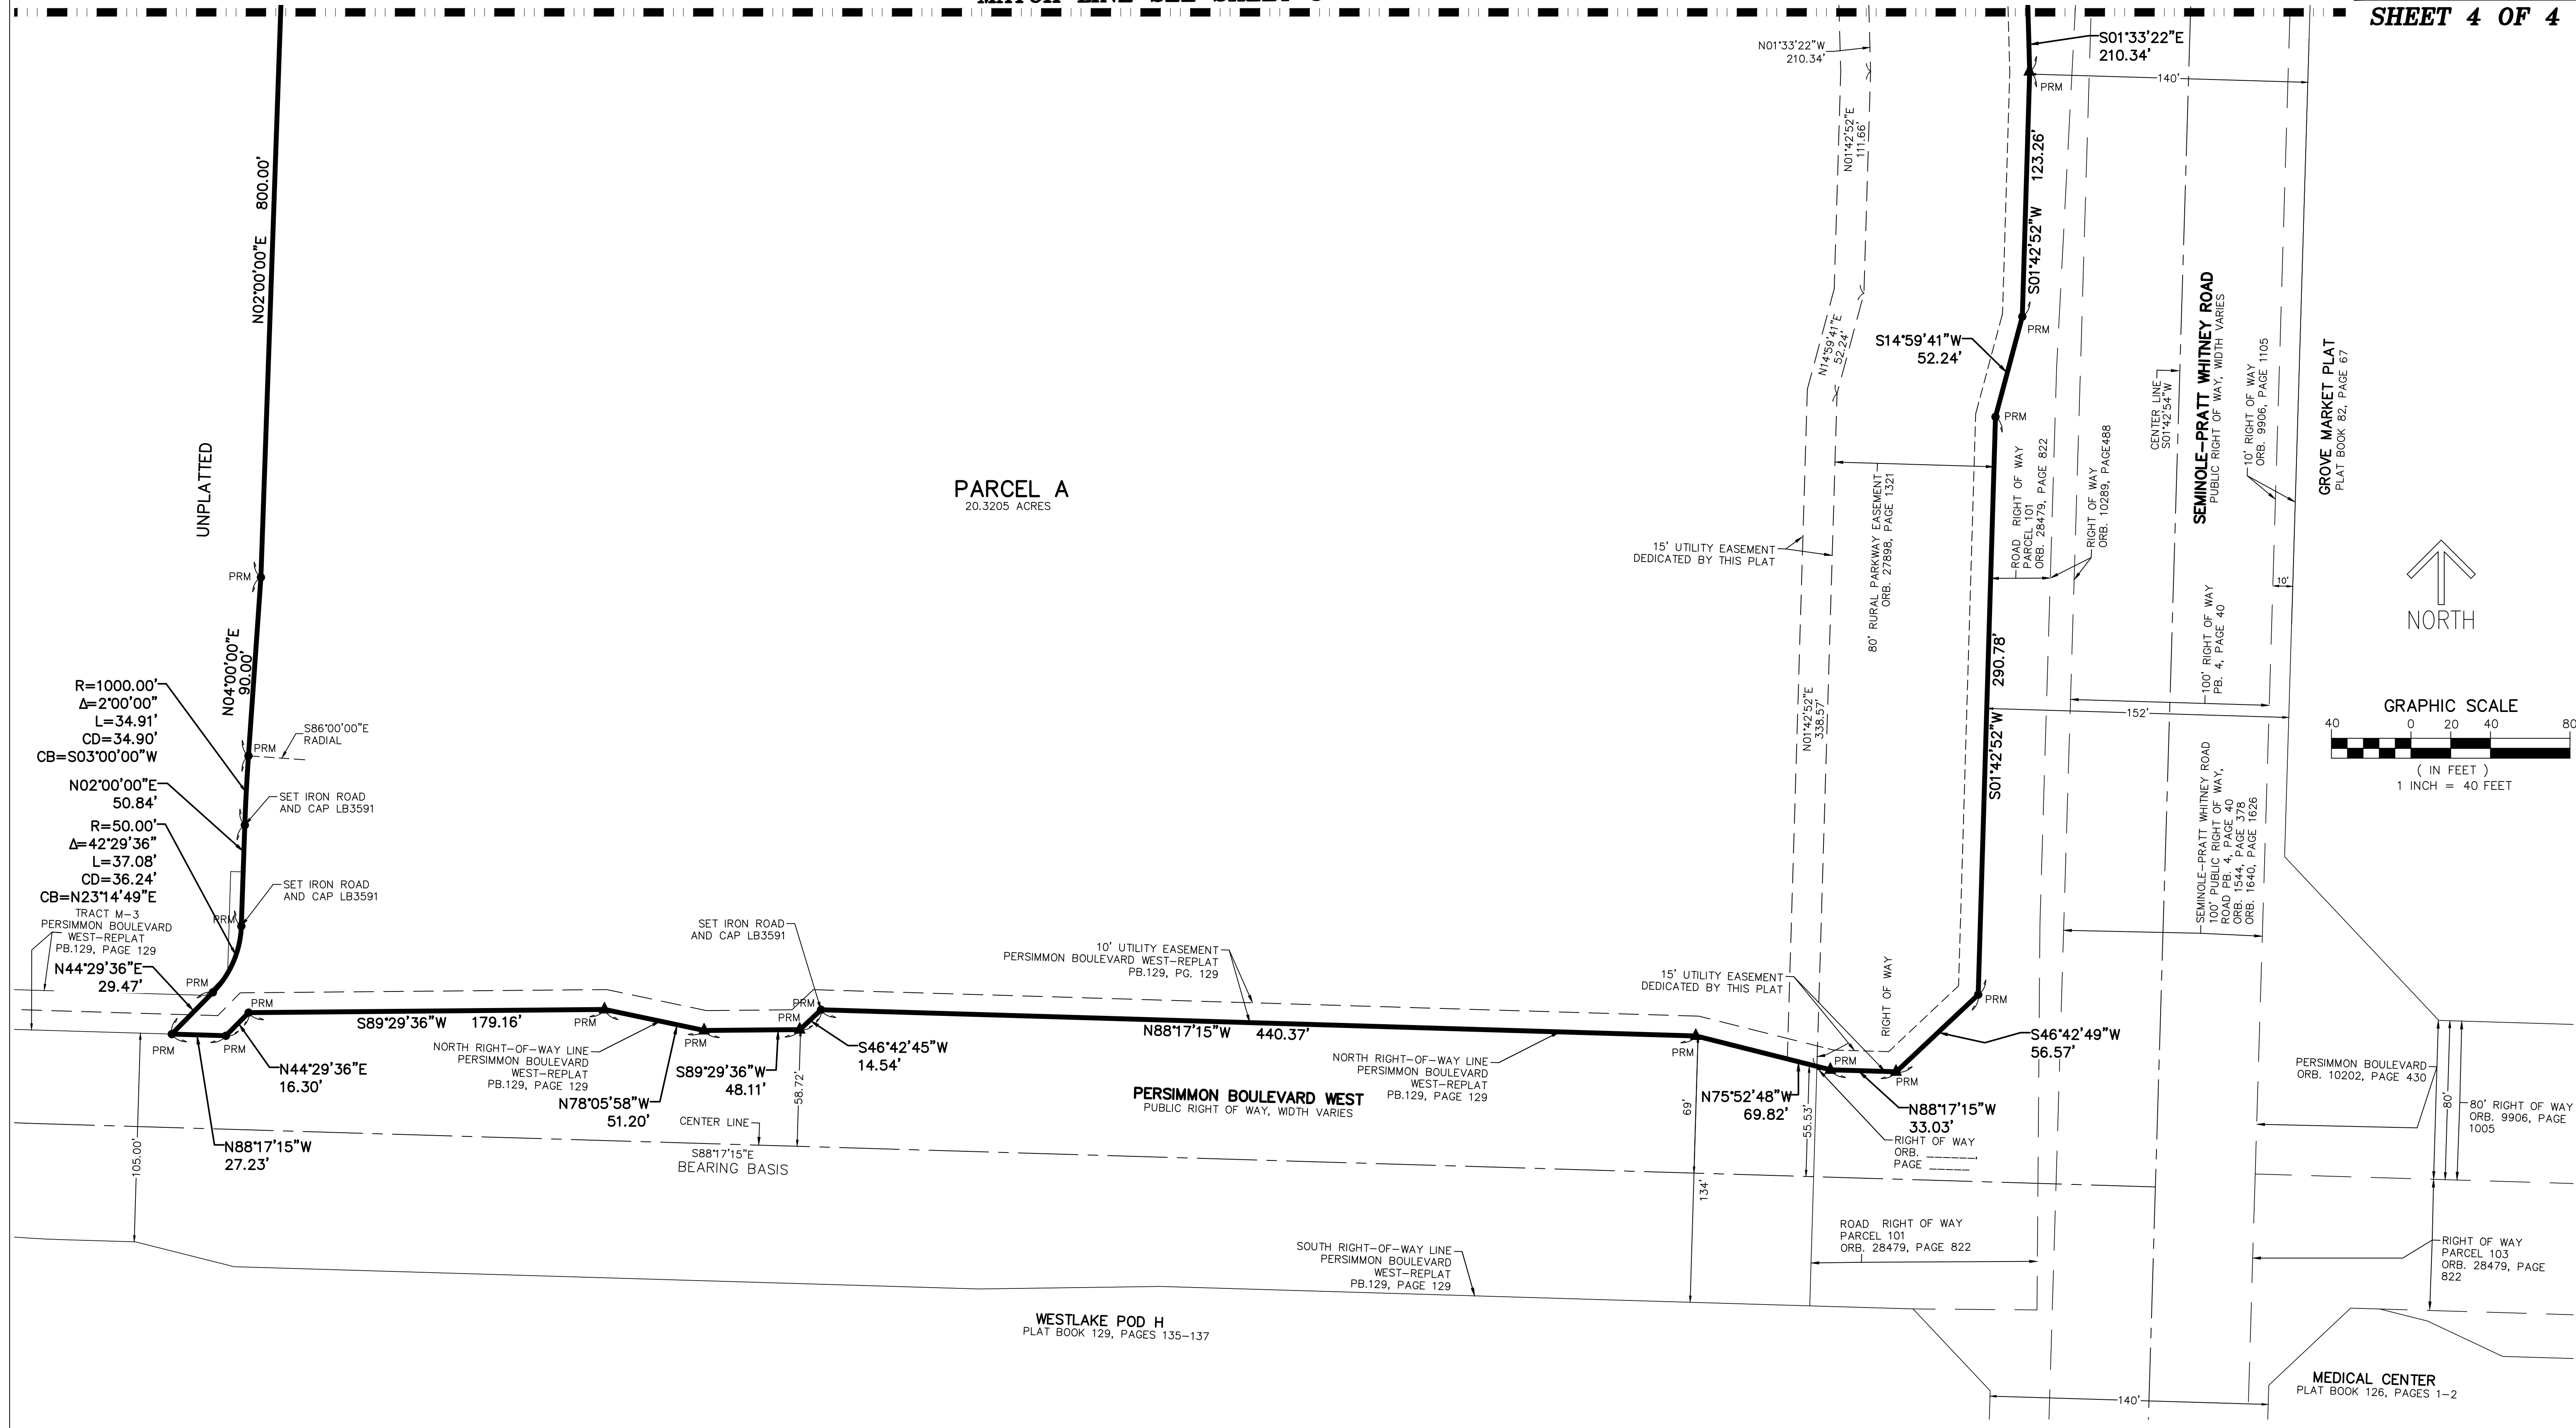 SHEET 4 OF 4
N01°33'22"W
210.34'
S01°33'22"E
210.34'
140'
PRM
N01°42'52"E
111.66'
123.26'
S01°42'52"W
PRM
800.00'
N02°00'00"E
N14°59'41"E
52.24'
S14°59'41"W
52.24'
PRM
CENTER LINE
S01°42'54"W
SEMINOLE-PRATT WHITNEY ROAD
PUBLIC RIGHT OF WAY, WIDTH VARIES
10' RIGHT OF WAY
ORB. 9906, PAGE 1105
GROVE MARKET PLAT
PLAT BOOK 82, PAGE 67
UNPLATTED
PARCEL A
20.3205 ACRES
80' RURAL PARKWAY EASEMENT
ORB. 27898, PAGE 1321
ROAD RIGHT OF WAY
PARCEL 101
ORB. 28479, PAGE 822
RIGHT OF WAY
ORB. 10289, PAGE488
15' UTILITY EASEMENT
DEDICATED BY THIS PLAT
PRM
10'
100' RIGHT OF WAY
PB. 4, PAGE 40
NORTH
N04°00'00"E
90.00'
R=1000.00'
Δ=2°00'00"
L=34.91'
CD=34.90'
CB=S03°00'00"W
S86°00'00"E
RADIAL
PRM
N01°42'52"E
338.57'
290.78'
S01°42'52"W
152'
GRAPHIC SCALE
40 0 20 40 80
( IN FEET )
1 INCH = 40 FEET
N02°00'00"E
50.84'
SET IRON ROAD
AND CAP LB3591
R=50.00'
Δ=42°29'36"
L=37.08'
CD=36.24'
CB=N23°14'49"E
SET IRON ROAD
AND CAP LB3591
PRM
SEMINOLE-PRATT WHITNEY ROAD
100' PUBLIC RIGHT OF WAY,
ROAD PB. 4, PAGE 40
ORB. 1544, PAGE 378
ORB. 1640, PAGE 1626
TRACT M-3
PERSIMMON BOULEVARD
WEST-REPLAT
PB.129, PAGE 129
SET IRON ROAD
AND CAP LB3591
10' UTILITY EASEMENT
PERSIMMON BOULEVARD WEST-REPLAT
PB.129, PG. 129
15' UTILITY EASEMENT
DEDICATED BY THIS PLAT
RIGHT OF WAY
N44°29'36"E
29.47'
PRM
PRM
PRM
PRM
S89°29'36"W 179.16'
PRM
PRM
N88°17'15"W 440.37'
PRM
S46°42'49"W
56.57'
PRM
PRM
NORTH RIGHT-OF-WAY LINE
PERSIMMON BOULEVARD
WEST-REPLAT
PB.129, PAGE 129
PRM
S46°42'45"W
14.54'
NORTH RIGHT-OF-WAY LINE
PERSIMMON BOULEVARD
WEST-REPLAT
PB.129, PAGE 129
PRM
PRM
N44°29'36"E
16.30'
S89°29'36"W
48.11'
58.72'
PERSIMMON BOULEVARD WEST
PUBLIC RIGHT OF WAY, WIDTH VARIES
69'
N75°52'48"W
69.82'
55.53'
N88°17'15"W
33.03'
PERSIMMON BOULEVARD
ORB. 10202, PAGE 430
80'
80' RIGHT OF WAY
ORB. 9906, PAGE
1005
N78°05'58"W
51.20'
CENTER LINE
RIGHT OF WAY
ORB. ______,
PAGE _____
105.00'
N88°17'15"W
27.23'
S88°17'15"E
BEARING BASIS
134'
SOUTH RIGHT-OF-WAY LINE
PERSIMMON BOULEVARD
WEST-REPLAT
PB.129, PAGE 129
ROAD RIGHT OF WAY
PARCEL 101
ORB. 28479, PAGE 822
RIGHT OF WAY
PARCEL 103
ORB. 28479, PAGE
822
WESTLAKE POD H
PLAT BOOK 129, PAGES 135-137
140'
MEDICAL CENTER
PLAT BOOK 126, PAGES 1-2